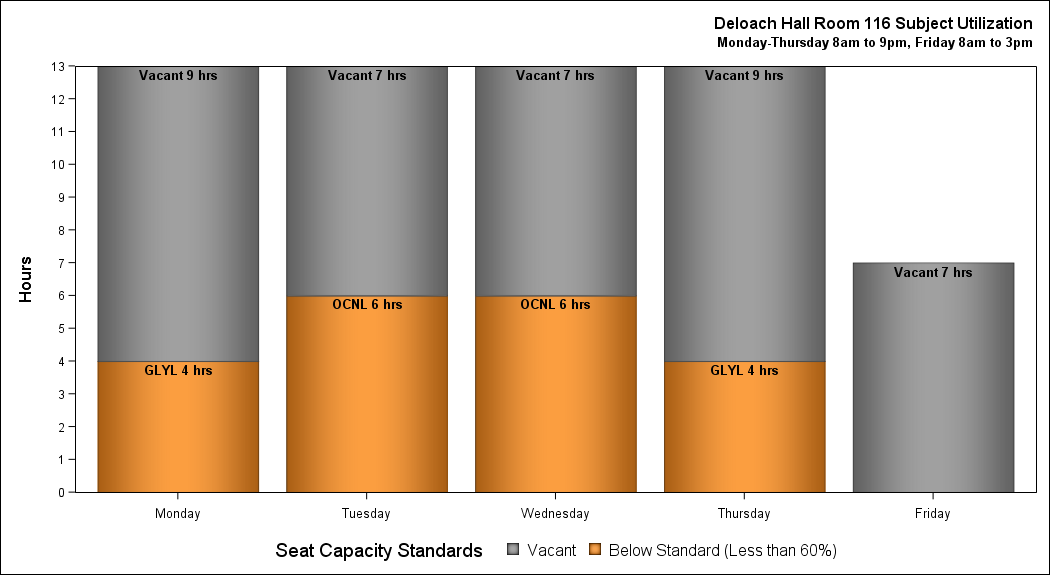 Deloach Hall Room 116 Subject Utilization
Monday-Thursday 8am to 9pm, Friday 8am to 3pm
Hours
13
12
11
10
9
8
7
6
5
4
3
2
1
0
Vacant 9 hrs
GLYL 4 hrs
Vacant 7 hrs
OCNL 6 hrs
Vacant 7 hrs
OCNL 6 hrs
Vacant 9 hrs
GLYL 4 hrs
Vacant 7 hrs
Monday
Tuesday
Wednesday
Thursday
Friday
Seat Capacity Standards Vacant Below Standard (Less than 60%)